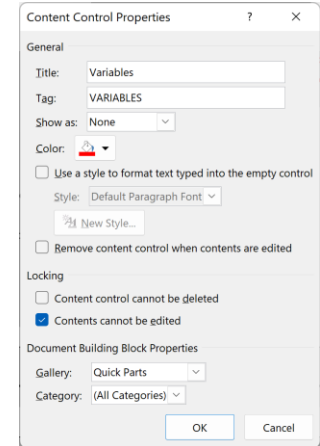 Content Control Properties ? ×
General
Title: Variables
Tag: VARIABLES
Show as: None
Color:
Use a style to format text typed into the empty control
Style: Default Paragraph Font
New Style...
Remove content control when contents are edited
Locking
Content control cannot be deleted
Contents cannot be edited
Document Building Block Properties
Gallery: Quick Parts
Category: (All Categories)
OK Cancel